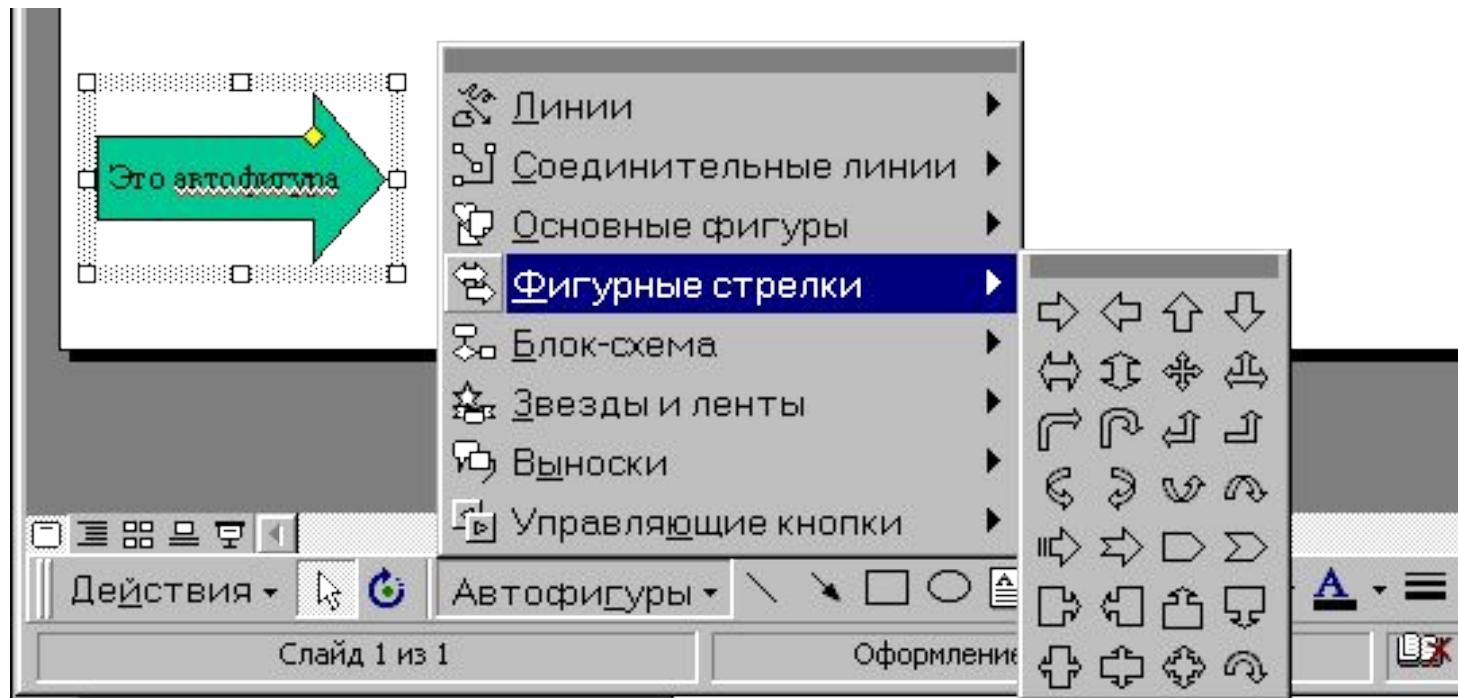 Это автофигура
Линии
Соединительные линии
Основные фигуры
Фигурные стрелки
Блок-схема
Звезды и ленты
Выноски
Управляющие кнопки
Действия
Автофигуры
A
Слайд 1 из 1
Оформление